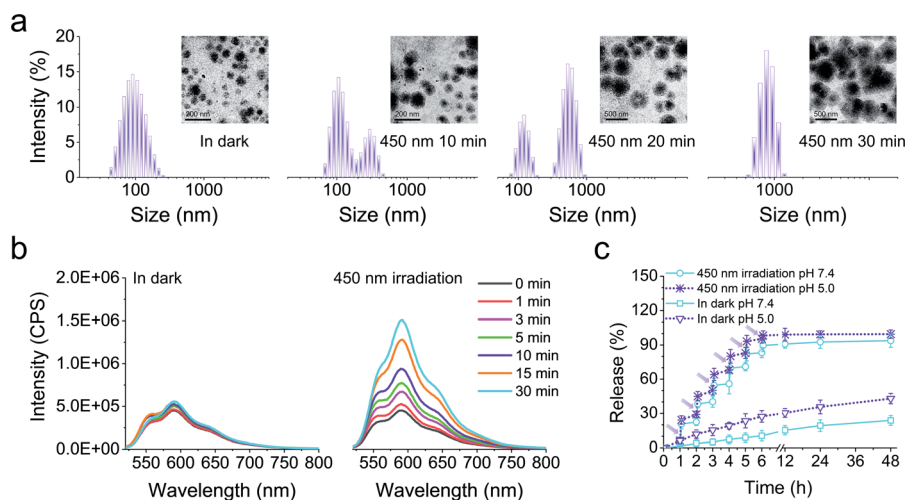 a
Intensity (%)
20
15
10
5
0
200 nm
In dark
200 nm
450 nm 10 min
500 nm
450 nm 20 min
500 nm
450 nm 30 min
100 1000
100 1000
100 1000
1000
Size (nm)
Size (nm)
Size (nm)
Size (nm)
b
Intensity (CPS)
2.0E+06
1.5E+06
1.0E+06
5.0E+05
0.0E+00
In dark
450 nm irradiation
0 min
1 min
3 min
5 min
10 min
15 min
30 min
550 600 650 700 750 800
550 600 650 700 750 800
Wavelength (nm)
Wavelength (nm)
c
Release (%)
150
120
90
60
30
0
450 nm irradiation pH 7.4
450 nm irradiation pH 5.0
In dark pH 7.4
In dark pH 5.0
0 1 2 3 4 5 6 12 24 36 48
Time (h)